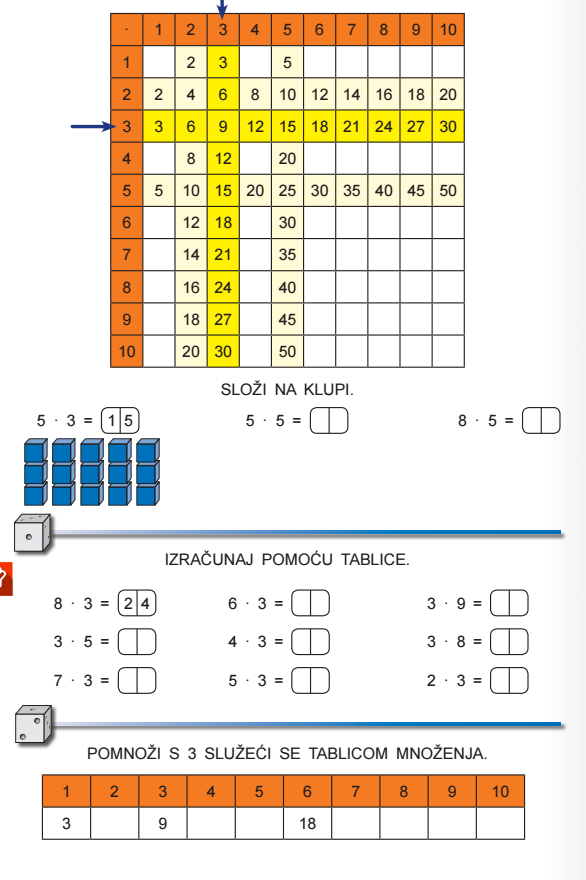 · 1 2 3 4 5 6 7 8 9 10
1 2 3 5
2 2 4 6 8 10 12 14 16 18 20
3 3 6 9 12 15 18 21 24 27 30
4 8 12 20
5 5 10 15 20 25 30 35 40 45 50
6 12 18 30
7 14 21 35
8 16 24 40
9 18 27 45
10 20 30 50
SLOŽI NA KLUPI.
5 · 3 = 15 5 · 5 = 8 · 5 =
IZRAČUNAJ POMOĆU TABLICE.
8 · 3 = 24 6 · 3 = 3 · 9 =
3 · 5 = 4 · 3 = 3 · 8 =
7 · 3 = 5 · 3 = 2 · 3 =
POMNOŽI S 3 SLUŽEĆI SE TABLICOM MNOŽENJA.
1 2 3 4 5 6 7 8 9 10
3 9 18